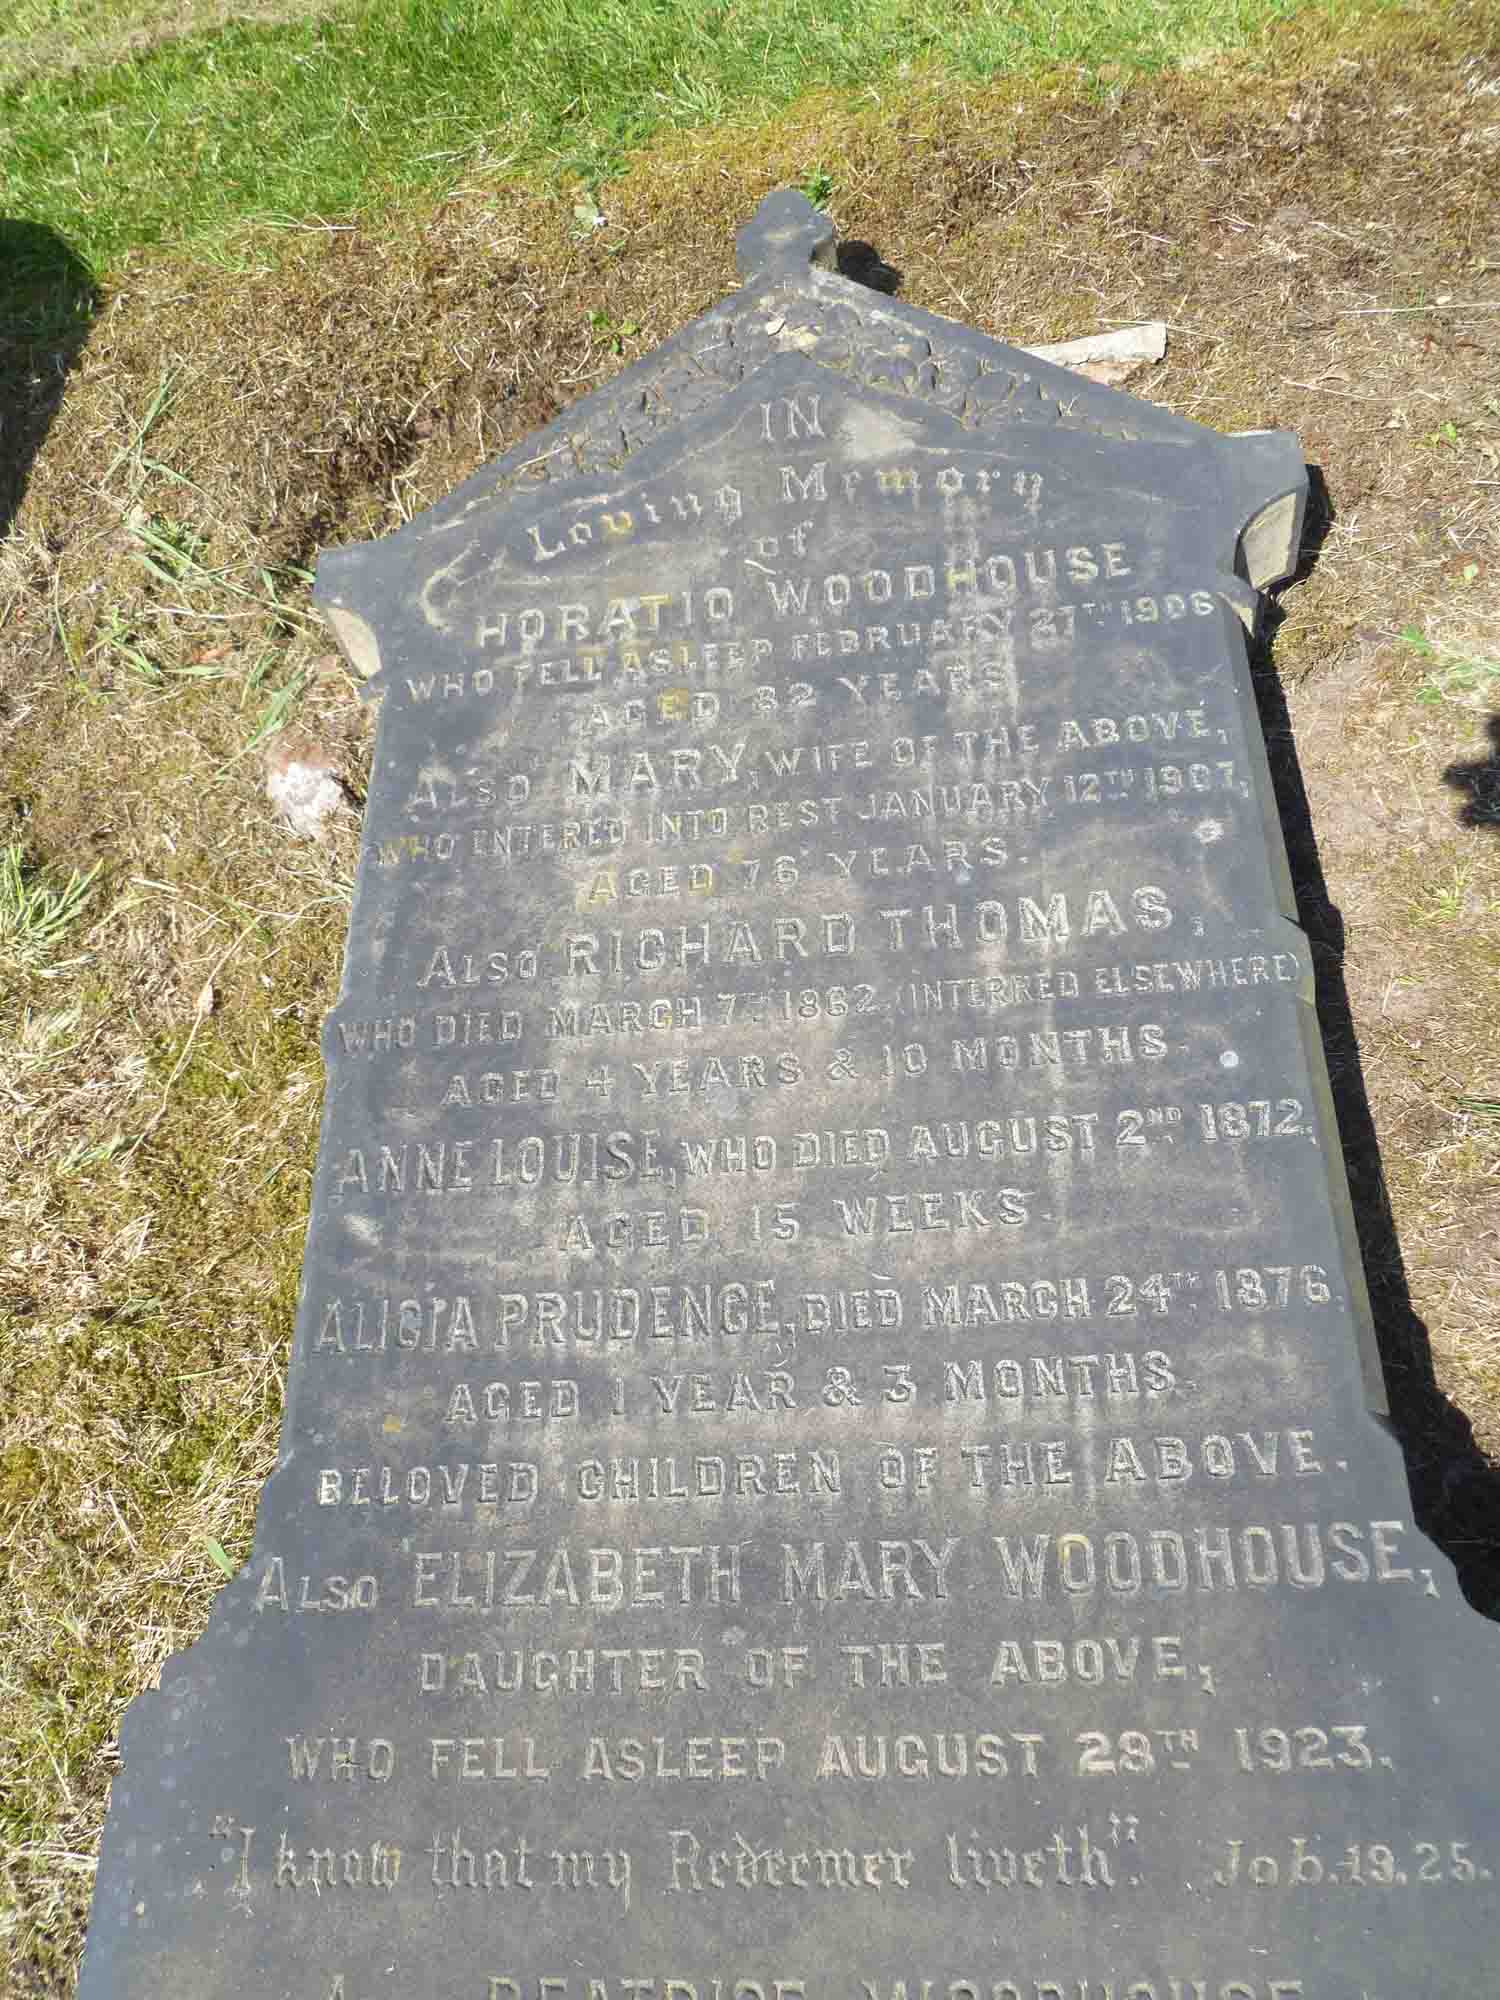 IN
Loving Memory
of
HORATIO WOODHOUSE
WHO FELL ASLEEP FEBRUARY 27TH 1906
AGED 82 YEARS.
ALSO MARY, WIFE OF THE ABOVE,
WHO ENTERED INTO REST JANUARY 12TH 1907,
AGED 76 YEARS.
ALSO RICHARD THOMAS,
WHO DIED MARCH 7TH 1862, (INTERRED ELSEWHERE)
AGED 4 YEARS & 10 MONTHS.
ANNE LOUISE, WHO DIED AUGUST 2ND 1872,
AGED 15 WEEKS.
ALICIA PRUDENCE, DIED MARCH 24TH 1876,
AGED 1 YEAR & 3 MONTHS.
BELOVED CHILDREN OF THE ABOVE.
ALSO ELIZABETH MARY WOODHOUSE,
DAUGHTER OF THE ABOVE,
WHO FELL ASLEEP AUGUST 29TH 1923.
"I know that my Redeemer liveth". Job.19.25.
BEATRICE WOODHOUSE